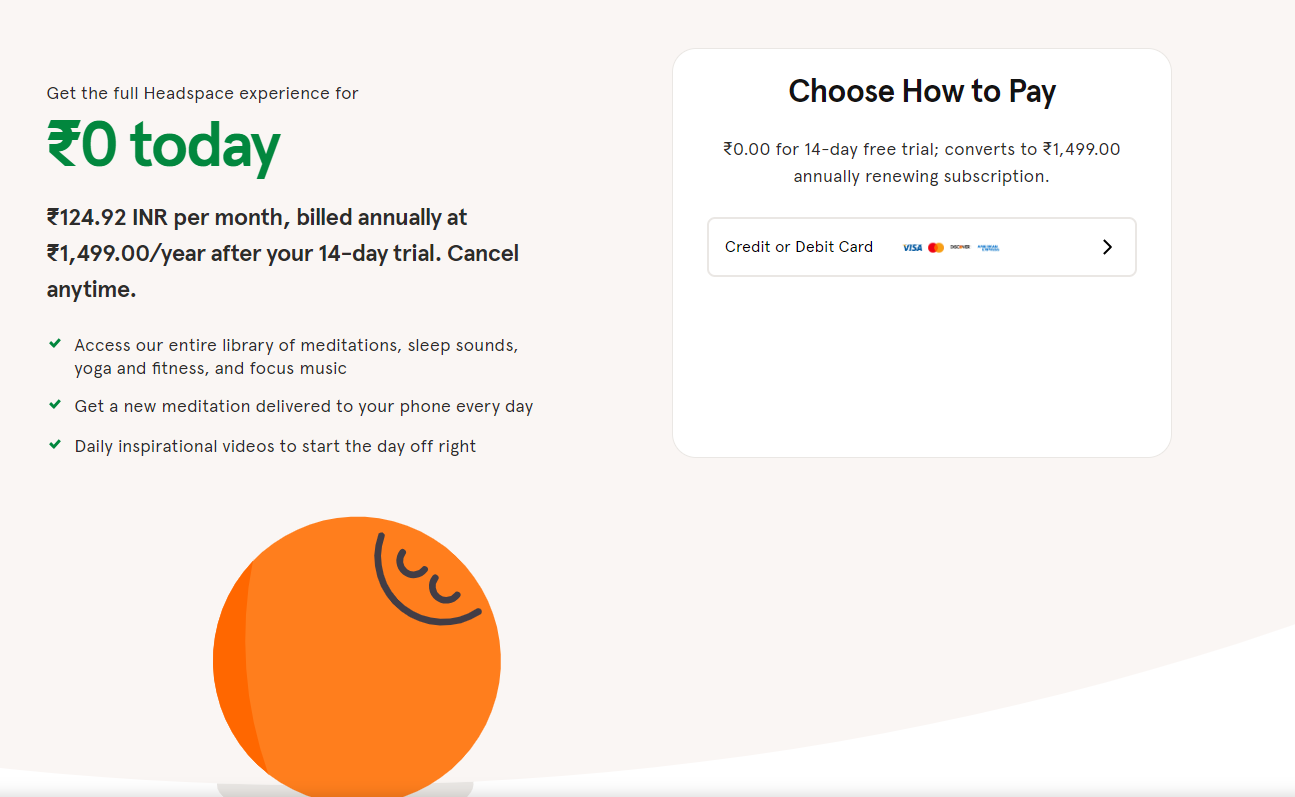 Get the full Headspace experience for
₹0 today
₹124.92 INR per month, billed annually at
₹1,499.00/year after your 14-day trial. Cancel
anytime.
Access our entire library of meditations, sleep sounds,
yoga and fitness, and focus music
Get a new meditation delivered to your phone every day
Daily inspirational videos to start the day off right
Choose How to Pay
₹0.00 for 14-day free trial; converts to ₹1,499.00
annually renewing subscription.
Credit or Debit Card VISA DISCOVER AMERICAN EXPRESS